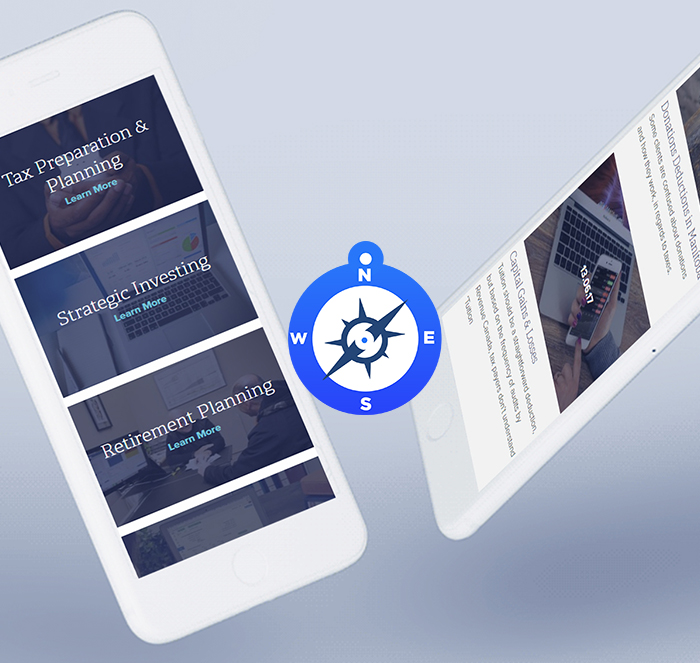 Tax Preparation &
Planning
Learn More
Strategic Investing
Learn More
Retirement Planning
Learn More
N
W
E
S
Donations Deductions in Manito
Some clients are confused about donations
and how they work, in regards to taxes.
13.06.17
Capital Gains & Losses
Tuition should be a straightforward deduction,
but based on the frequency of audits by
Revenue Canada, tax payers don't understand
"Tuition